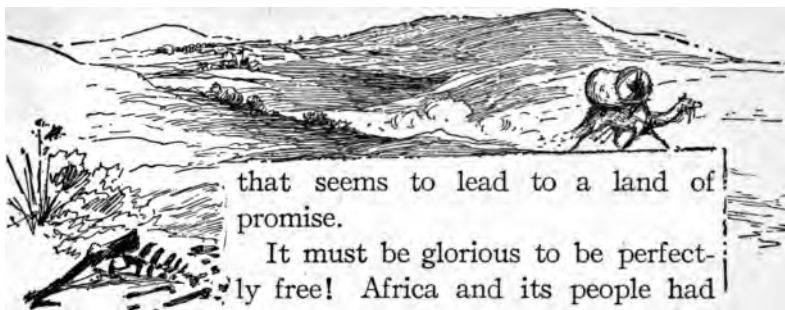 that seems to lead to a land of
promise.
It must be glorious to be perfect-
ly free! Africa and its people had